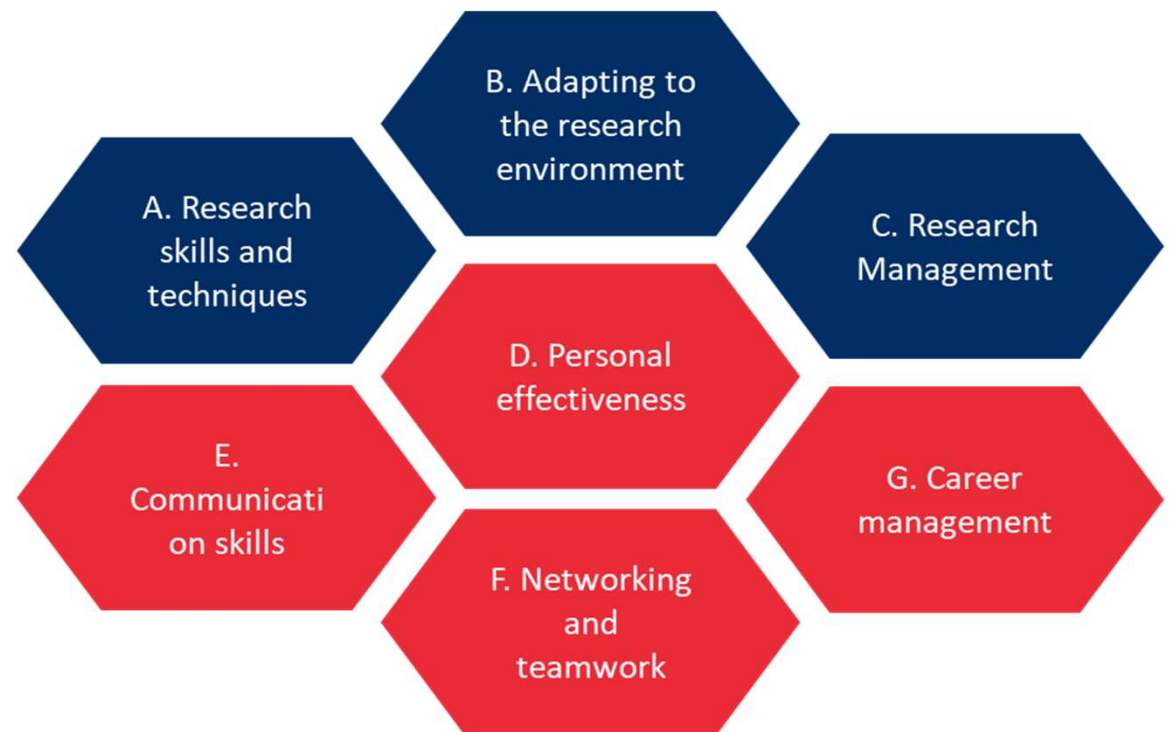 A. Research
skills and
techniques
B. Adapting to
the research
environment
C. Research
Management
D. Personal
effectiveness
E.
Communicati
on skills
F. Networking
and
teamwork
G. Career
management